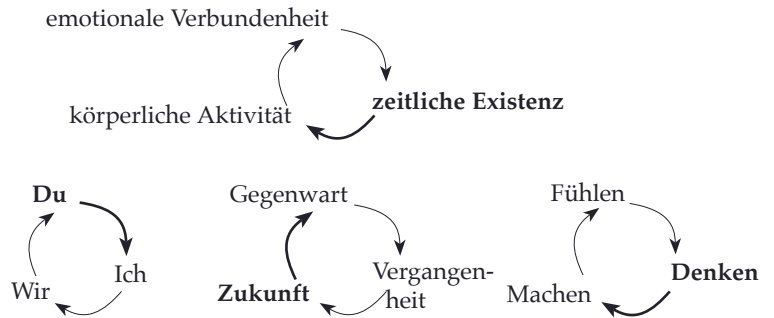 emotionale Verbundenheit
zeitliche Existenz
körperliche Aktivität
Du
Ich
Wir
Gegenwart
Vergangen-
heit
Zukunft
Fühlen
Denken
Machen